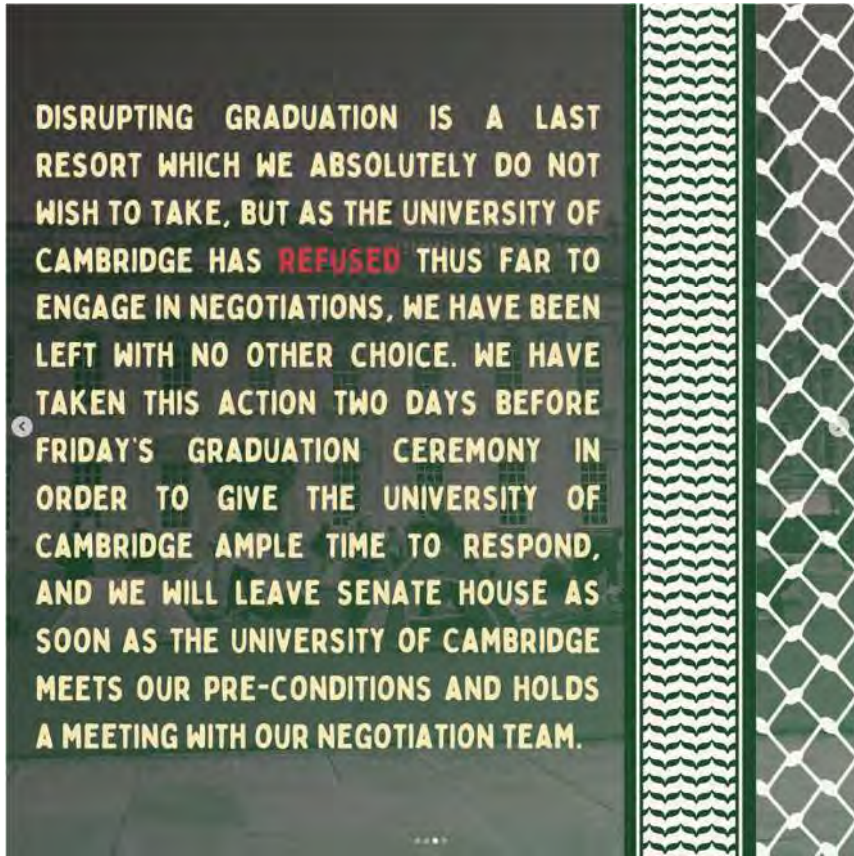 DISRUPTING GRADUATION IS A LAST
RESORT WHICH WE ABSOLUTELY DO NOT
WISH TO TAKE, BUT AS THE UNIVERSITY OF
CAMBRIDGE HAS REFUSED THUS FAR TO
ENGAGE IN NEGOTIATIONS, WE HAVE BEEN
LEFT WITH NO OTHER CHOICE. WE HAVE
TAKEN THIS ACTION TWO DAYS BEFORE
FRIDAY'S GRADUATION CEREMONY IN
ORDER TO GIVE THE UNIVERSITY OF
CAMBRIDGE AMPLE TIME TO RESPOND,
AND WE WILL LEAVE SENATE HOUSE AS
SOON AS THE UNIVERSITY OF CAMBRIDGE
MEETS OUR PRE-CONDITIONS AND HOLDS
A MEETING WITH OUR NEGOTIATION TEAM.